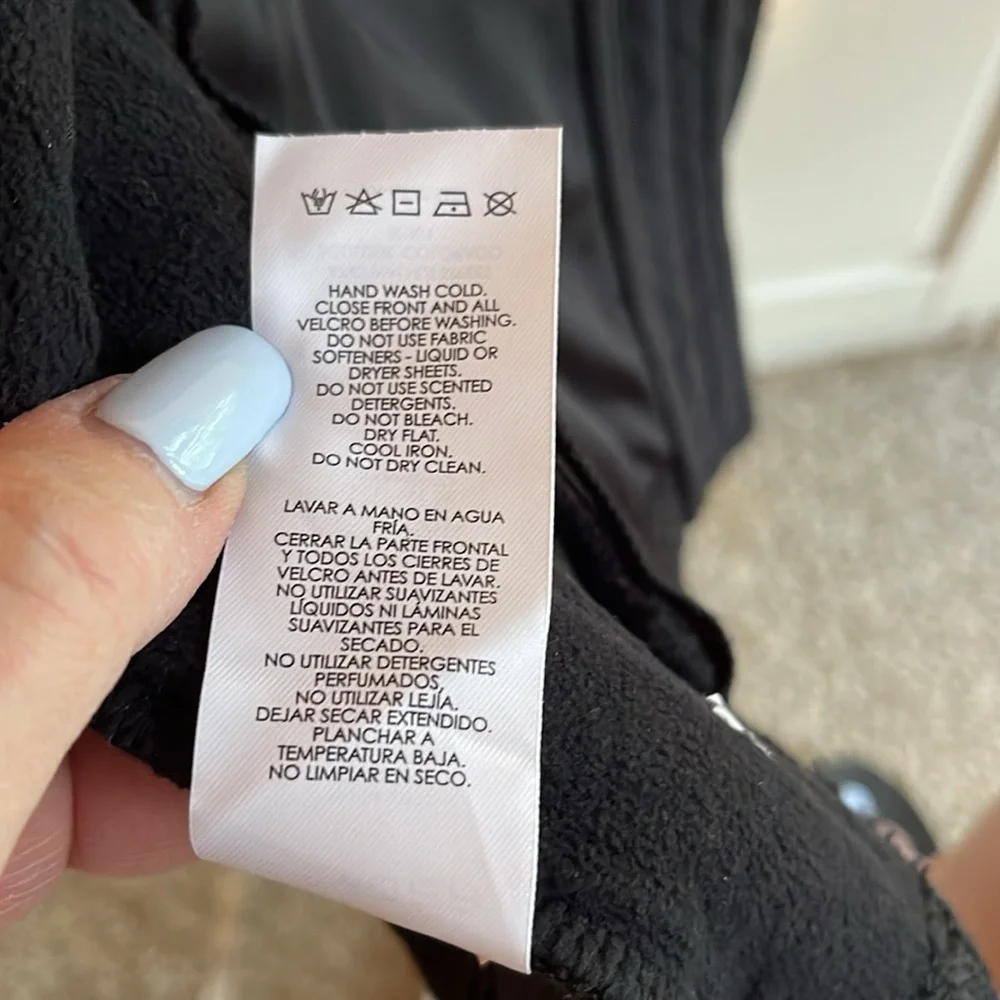 HAND WASH COLD.
CLOSE FRONT AND ALL
VELCRO BEFORE WASHING.
DO NOT USE FABRIC
SOFTENERS - LIQUID OR
DRYER SHEETS.
DO NOT USE SCENTED
DETERGENTS.
DO NOT BLEACH.
DRY FLAT.
COOL IRON.
DO NOT DRY CLEAN.
LAVAR A MANO EN AGUA
FRÍA.
CERRAR LA PARTE FRONTAL
Y TODOS LOS CIERRES DE
VELCRO ANTES DE LAVAR.
NO UTILIZAR SUAVIZANTES
LÍQUIDOS NI LÁMINAS
SUAVIZANTES PARA EL
SECADO.
NO UTILIZAR DETERGENTES
PERFUMADOS,
NO UTILIZAR LEJÍA.
DEJAR SECAR EXTENDIDO.
PLANCHAR A
TEMPERATURA BAJA.
NO LIMPIAR EN SECO.